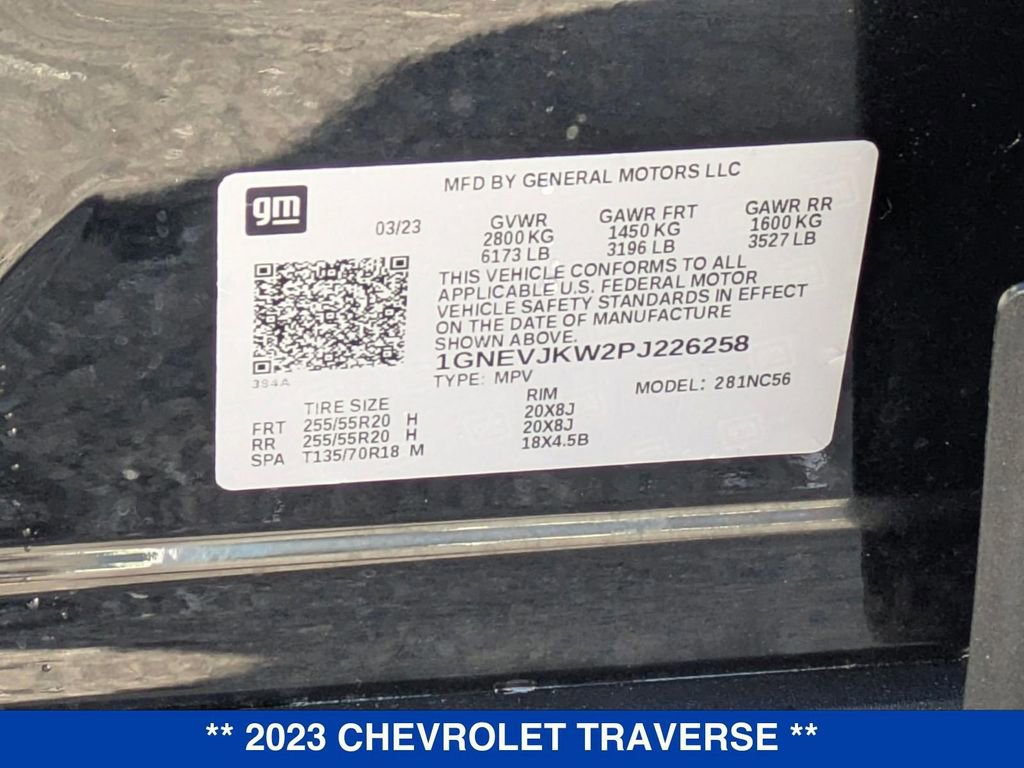 MFD BY GENERAL MOTORS LLC
gm
03/23
GVWR GAWR FRT GAWR RR
2800 KG 1450 KG 1600 KG
6173 LB 3196 LB 3527 LB
THIS VEHICLE CONFORMS TO ALL
APPLICABLE U.S. FEDERAL MOTOR
VEHICLE SAFETY STANDARDS IN EFFECT
ON THE DATE OF MANUFACTURE
SHOWN ABOVE.
1GNEVJKW2PJ226258
394A
TYPE: MPV MODEL: 281NC56
TIRE SIZE RIM
FRT 255/55R20 H 20X8J
RR 255/55R20 H 20X8J
SPA T135/70R18 M 18X4.5B
** 2023 CHEVROLET TRAVERSE **